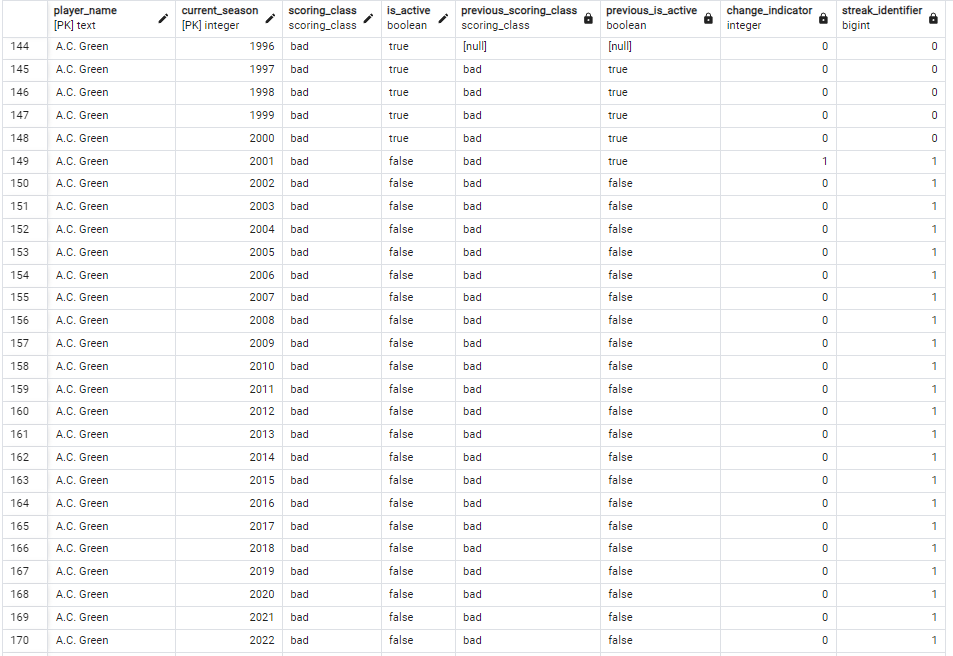 player_name current_season scoring_class is_active previous_scoring_class previous_is_active change_indicator streak_identifier
[PK] text [PK] integer scoring_class boolean scoring_class boolean integer bigint
144 A.C. Green 1996 bad true [null] [null] 0 0
145 A.C. Green 1997 bad true bad true 0 0
146 A.C. Green 1998 bad true bad true 0 0
147 A.C. Green 1999 bad true bad true 0 0
148 A.C. Green 2000 bad true bad true 0 0
149 A.C. Green 2001 bad false bad true 1 1
150 A.C. Green 2002 bad false bad false 0 1
151 A.C. Green 2003 bad false bad false 0 1
152 A.C. Green 2004 bad false bad false 0 1
153 A.C. Green 2005 bad false bad false 0 1
154 A.C. Green 2006 bad false bad false 0 1
155 A.C. Green 2007 bad false bad false 0 1
156 A.C. Green 2008 bad false bad false 0 1
157 A.C. Green 2009 bad false bad false 0 1
158 A.C. Green 2010 bad false bad false 0 1
159 A.C. Green 2011 bad false bad false 0 1
160 A.C. Green 2012 bad false bad false 0 1
161 A.C. Green 2013 bad false bad false 0 1
162 A.C. Green 2014 bad false bad false 0 1
163 A.C. Green 2015 bad false bad false 0 1
164 A.C. Green 2016 bad false bad false 0 1
165 A.C. Green 2017 bad false bad false 0 1
166 A.C. Green 2018 bad false bad false 0 1
167 A.C. Green 2019 bad false bad false 0 1
168 A.C. Green 2020 bad false bad false 0 1
169 A.C. Green 2021 bad false bad false 0 1
170 A.C. Green 2022 bad false bad false 0 1